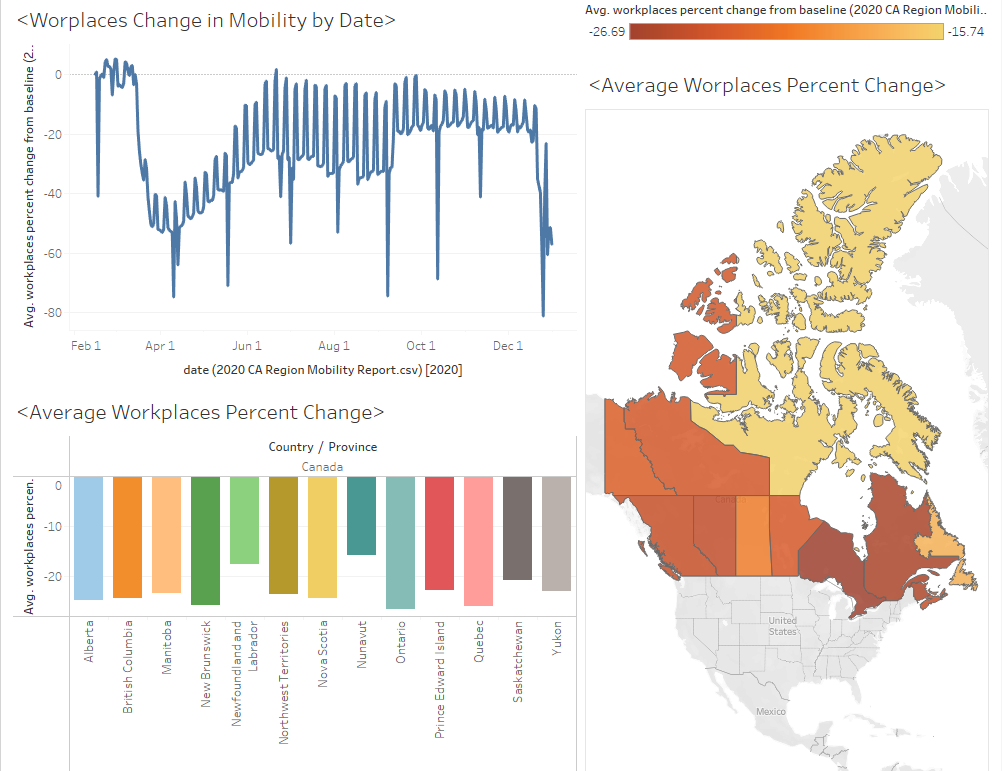 <Worplaces Change in Mobility by Date>
Avg. workplaces percent change from baseline (2..
0
-20
-40
-60
-80
Feb 1
Apr 1
Jun 1
Aug 1
Oct 1
Dec 1
date (2020 CA Region Mobility Report.csv) [2020]
<Average Workplaces Percent Change>
Country / Province
Canada
Avg. workplaces percen..
0
-10
-20
Alberta
British Columbia
Manitoba
New Brunswick
Newfoundland and
Labrador
Northwest Territories
Nova Scotia
Nunavut
Ontario
Prince Edward Island
Quebec
Saskatchewan
Yukon
Avg. workplaces percent change from baseline (2020 CA Region Mobili..
-26.69
-15.74
<Average Worplaces Percent Change>
Canada
United
States
Mexico